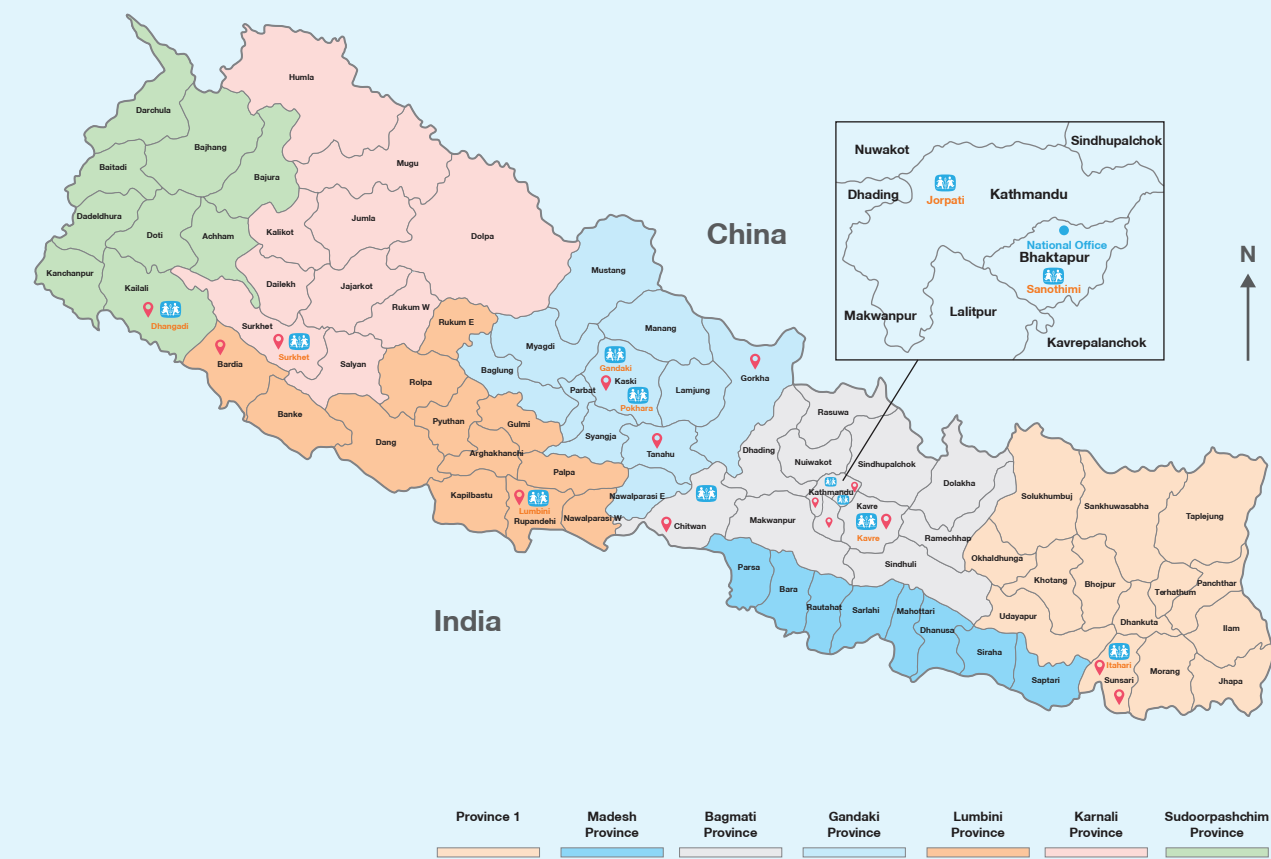 Humla
Darchula
Bajhang
Baitadi
Bajura
Mugu
Dadeldhura
Doti
Achham
Kalikot
Jumla
Dolpa
Kanchanpur
Kailali
Dhangadi
Dailekh
Jajarkot
Rukum W
Surkhet
Surkhet
Salyan
Bardia
Banke
Rukum E
Rolpa
Dang
Pyuthan
Gulmi
Arghakhanchi
Palpa
Kapilbastu
Lumbini
Rupandehi
Nawalparasi W
Mustang
Manang
Myagdi
Baglung
Gandaki
Kaski
Parbat
Pokhara
Lamjung
Gorkha
Syangja
Tanahu
Nawalparasi E
China
India
N
Nuwakot
Sindhupalchok
Dhading
Kathmandu
Jorpati
National Office
Bhaktapur
Sanothimi
Makwanpur
Lalitpur
Kavrepalanchok
Rasuwa
Dhading
Nuiwakot
Sindhupalchok
Dolakha
Kathmandu
Kavre
Kavre
Chitwan
Makwanpur
Ramechhap
Sindhuli
Parsa
Bara
Rautahat
Sarlahi
Mahottari
Dhanusa
Siraha
Saptari
Solukhumbuj
Sankhuwasabha
Taplejung
Okhaldhunga
Khotang
Bhojpur
Terhathum
Panchthar
Udayapur
Dhankuta
Ilam
Itahari
Sunsari
Morang
Jhapa
Province 1
Madesh
Province
Bagmati
Province
Gandaki
Province
Lumbini
Province
Karnali
Province
Sudoorpashchim
Province